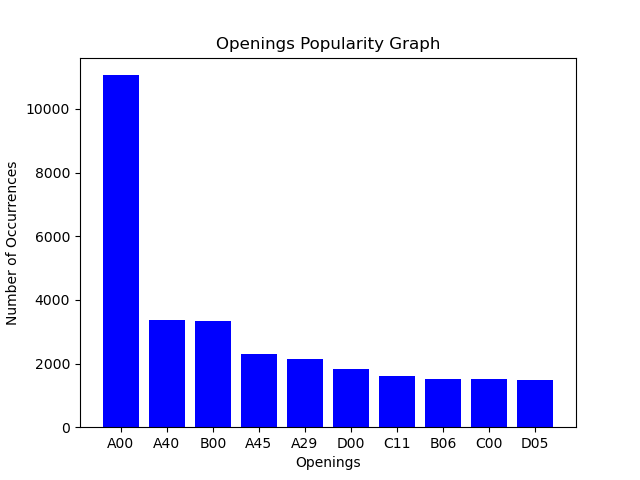 Openings Popularity Graph
Number of Occurrences
10000
8000
6000
4000
2000
0
A00 A40 B00 A45 A29 D00 C11 B06 C00 D05
Openings